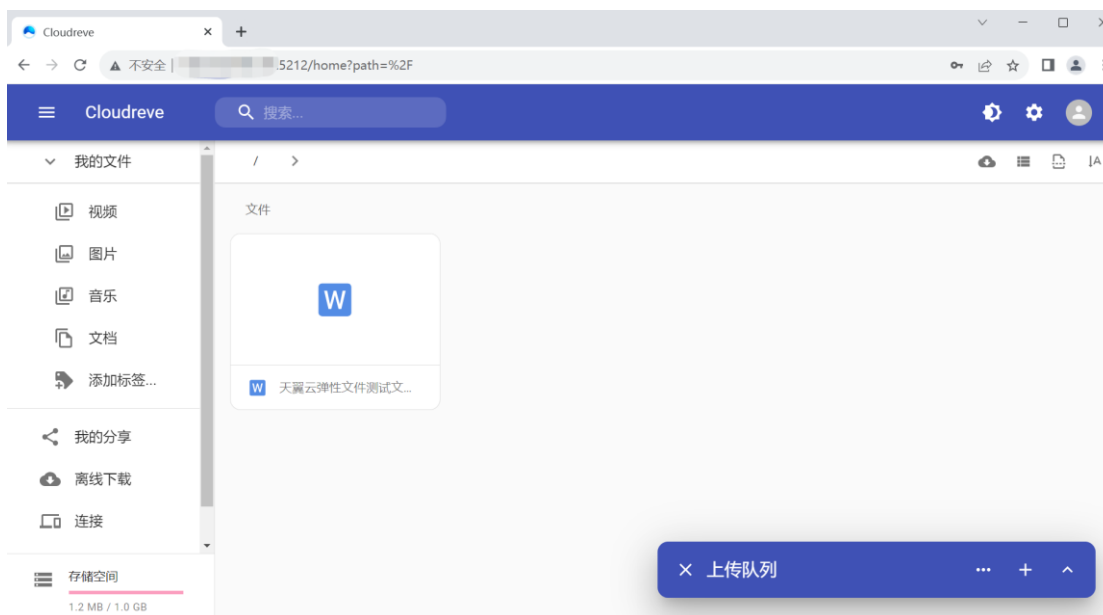 Cloudreve
不安全 | .5212/home?path=%2F
Cloudreve
搜索...
我的文件
/
视频
图片
音乐
文档
添加标签...
我的分享
离线下载
连接
存储空间
1.2 MB / 1.0 GB
文件
W
W 天翼云弹性文件测试文...
上传队列